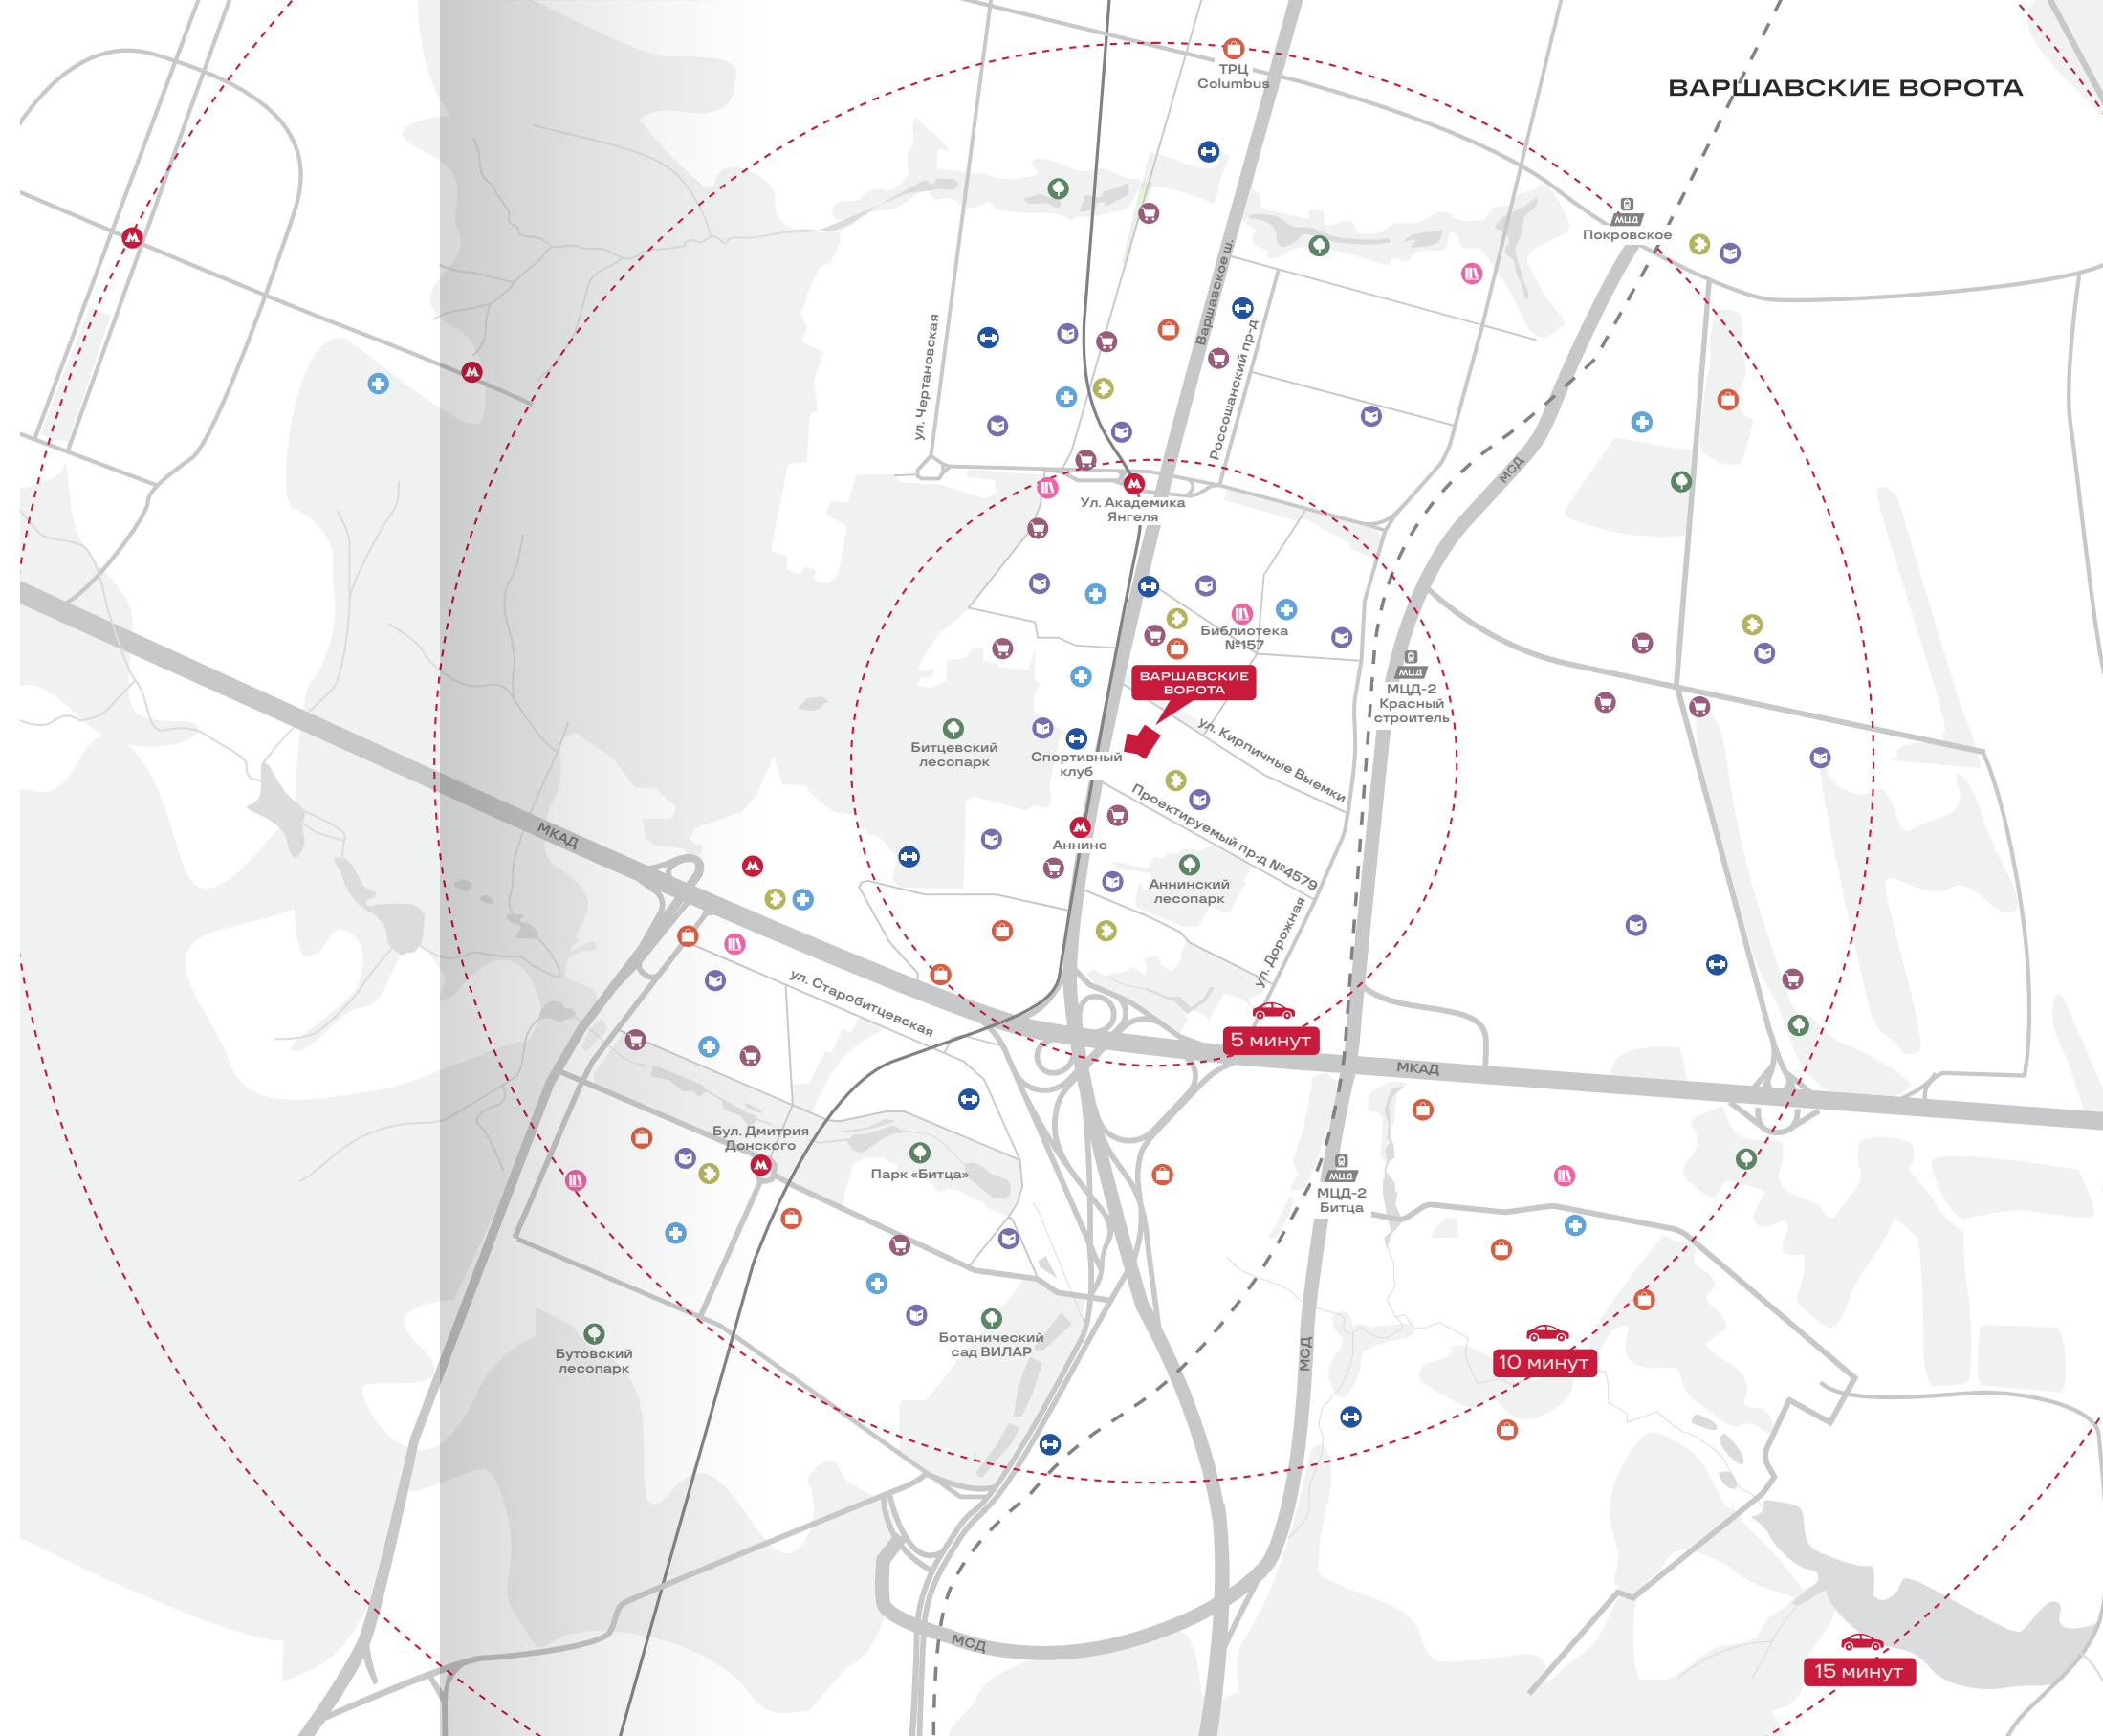 ТРЦ
Columbus
ВАРШАВСКИЕ ВОРОТА
МЦД
Покровское
Варшавское ш.
ул. Чертановская
Россошанский пр-д
МСД
Ул. Академика
Янгеля
Библиотека
№157
ВАРШАВСКИЕ
ВОРОТА
МЦД
МЦД-2
Красный
строитель
ул. Кирпичные Выемки
Битцевский
лесопарк
Спортивный
клуб
Проектируемый пр-д №4579
МКАД
Аннино
Аннинский
лесопарк
ул. Дорожная
ул. Старобитцевская
5 минут
МКАД
Бул. Дмитрия
Донского
Парк «Битца»
МЦД
МЦД-2
Битца
Ботанический
сад ВИЛАР
Бутовский
лесопарк
МСД
10 минут
МСД
15 минут